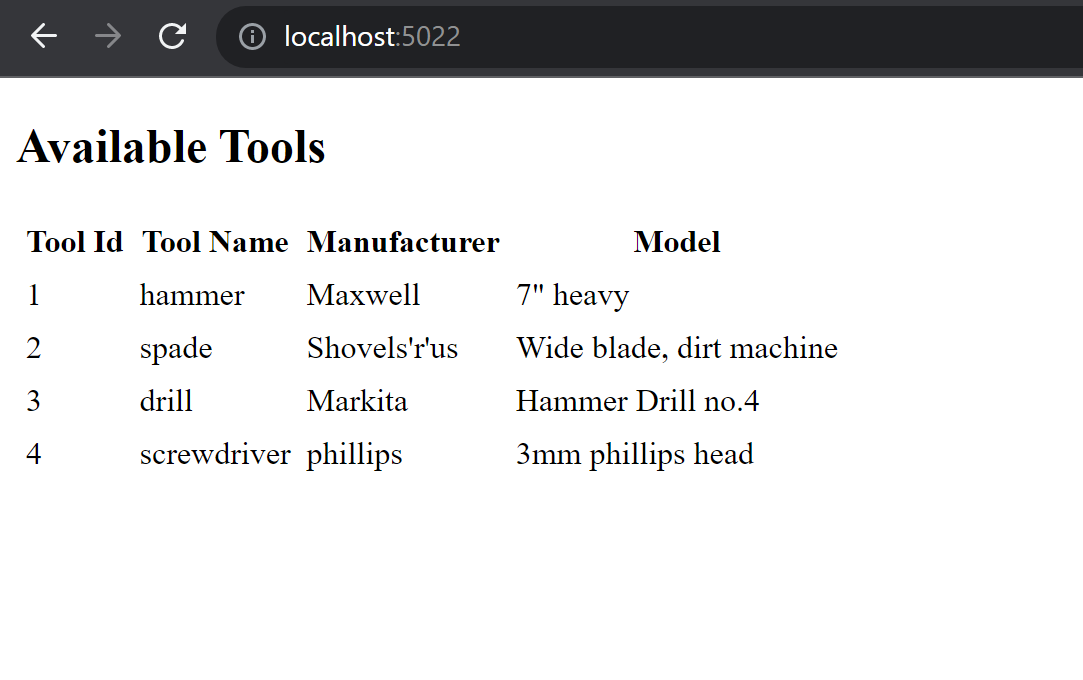 localhost:5022
Available Tools
Tool Id Tool Name Manufacturer Model
1 hammer Maxwell 7" heavy
2 spade Shovels'r'us Wide blade, dirt machine
3 drill Markita Hammer Drill no.4
4 screwdriver phillips 3mm phillips head